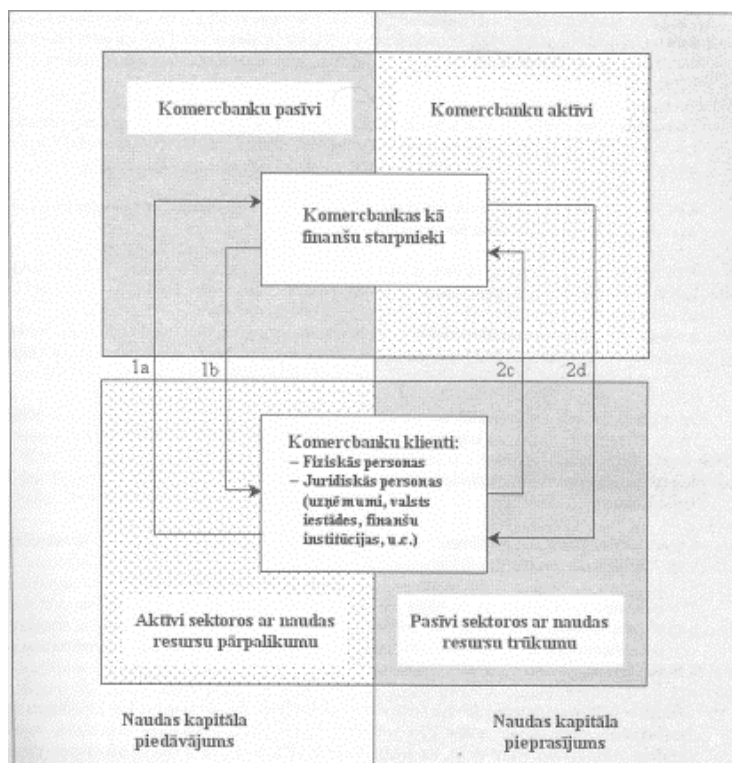 Komercbanku pasīvi
Komercbanku aktīvi
Komercbankas kā
finanšu starpnieki
1a
1b
2c
2d
Komercbanku klienti:
– Fiziskās personas
– Juridiskās personas
(uzņēmumi, valsts
iestādes, finanšu
institūcijas, u.c.)
Aktīvi sektoros ar naudas
resursu pārpalikumu
Pasīvi sektoros ar naudas
resursu trūkumu
Naudas kapitāla
piedāvājums
Naudas kapitāla
pieprasījums